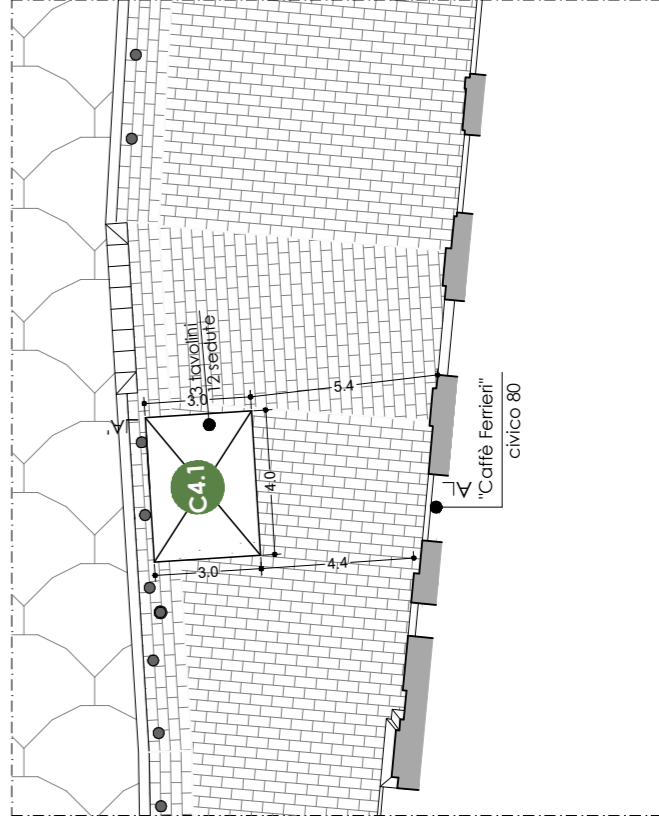 3 tavolini
12 sedute
3.0
5.4
A'
C4.1
4.0
3.0
4.4
A
"Caffè Ferrieri"
civico 80